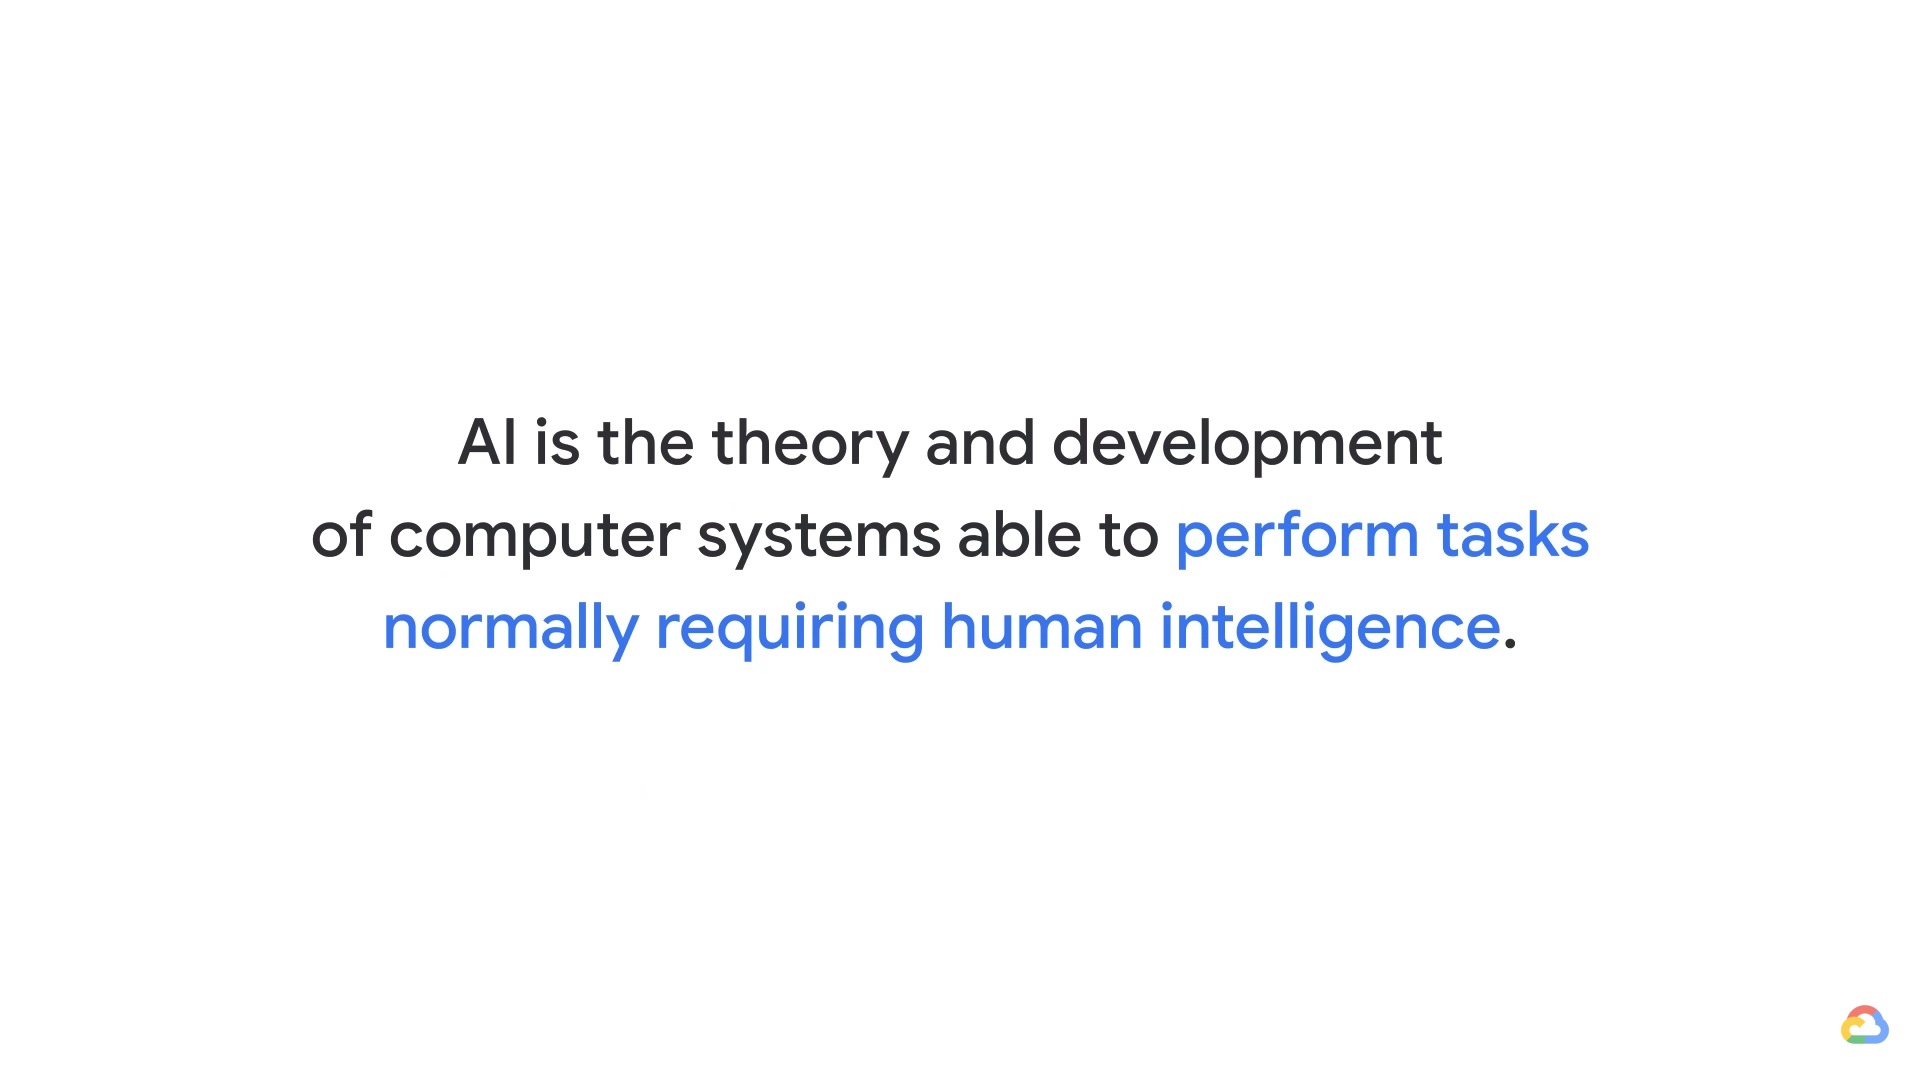 AI is the theory and development
of computer systems able to perform tasks
normally requiring human intelligence.